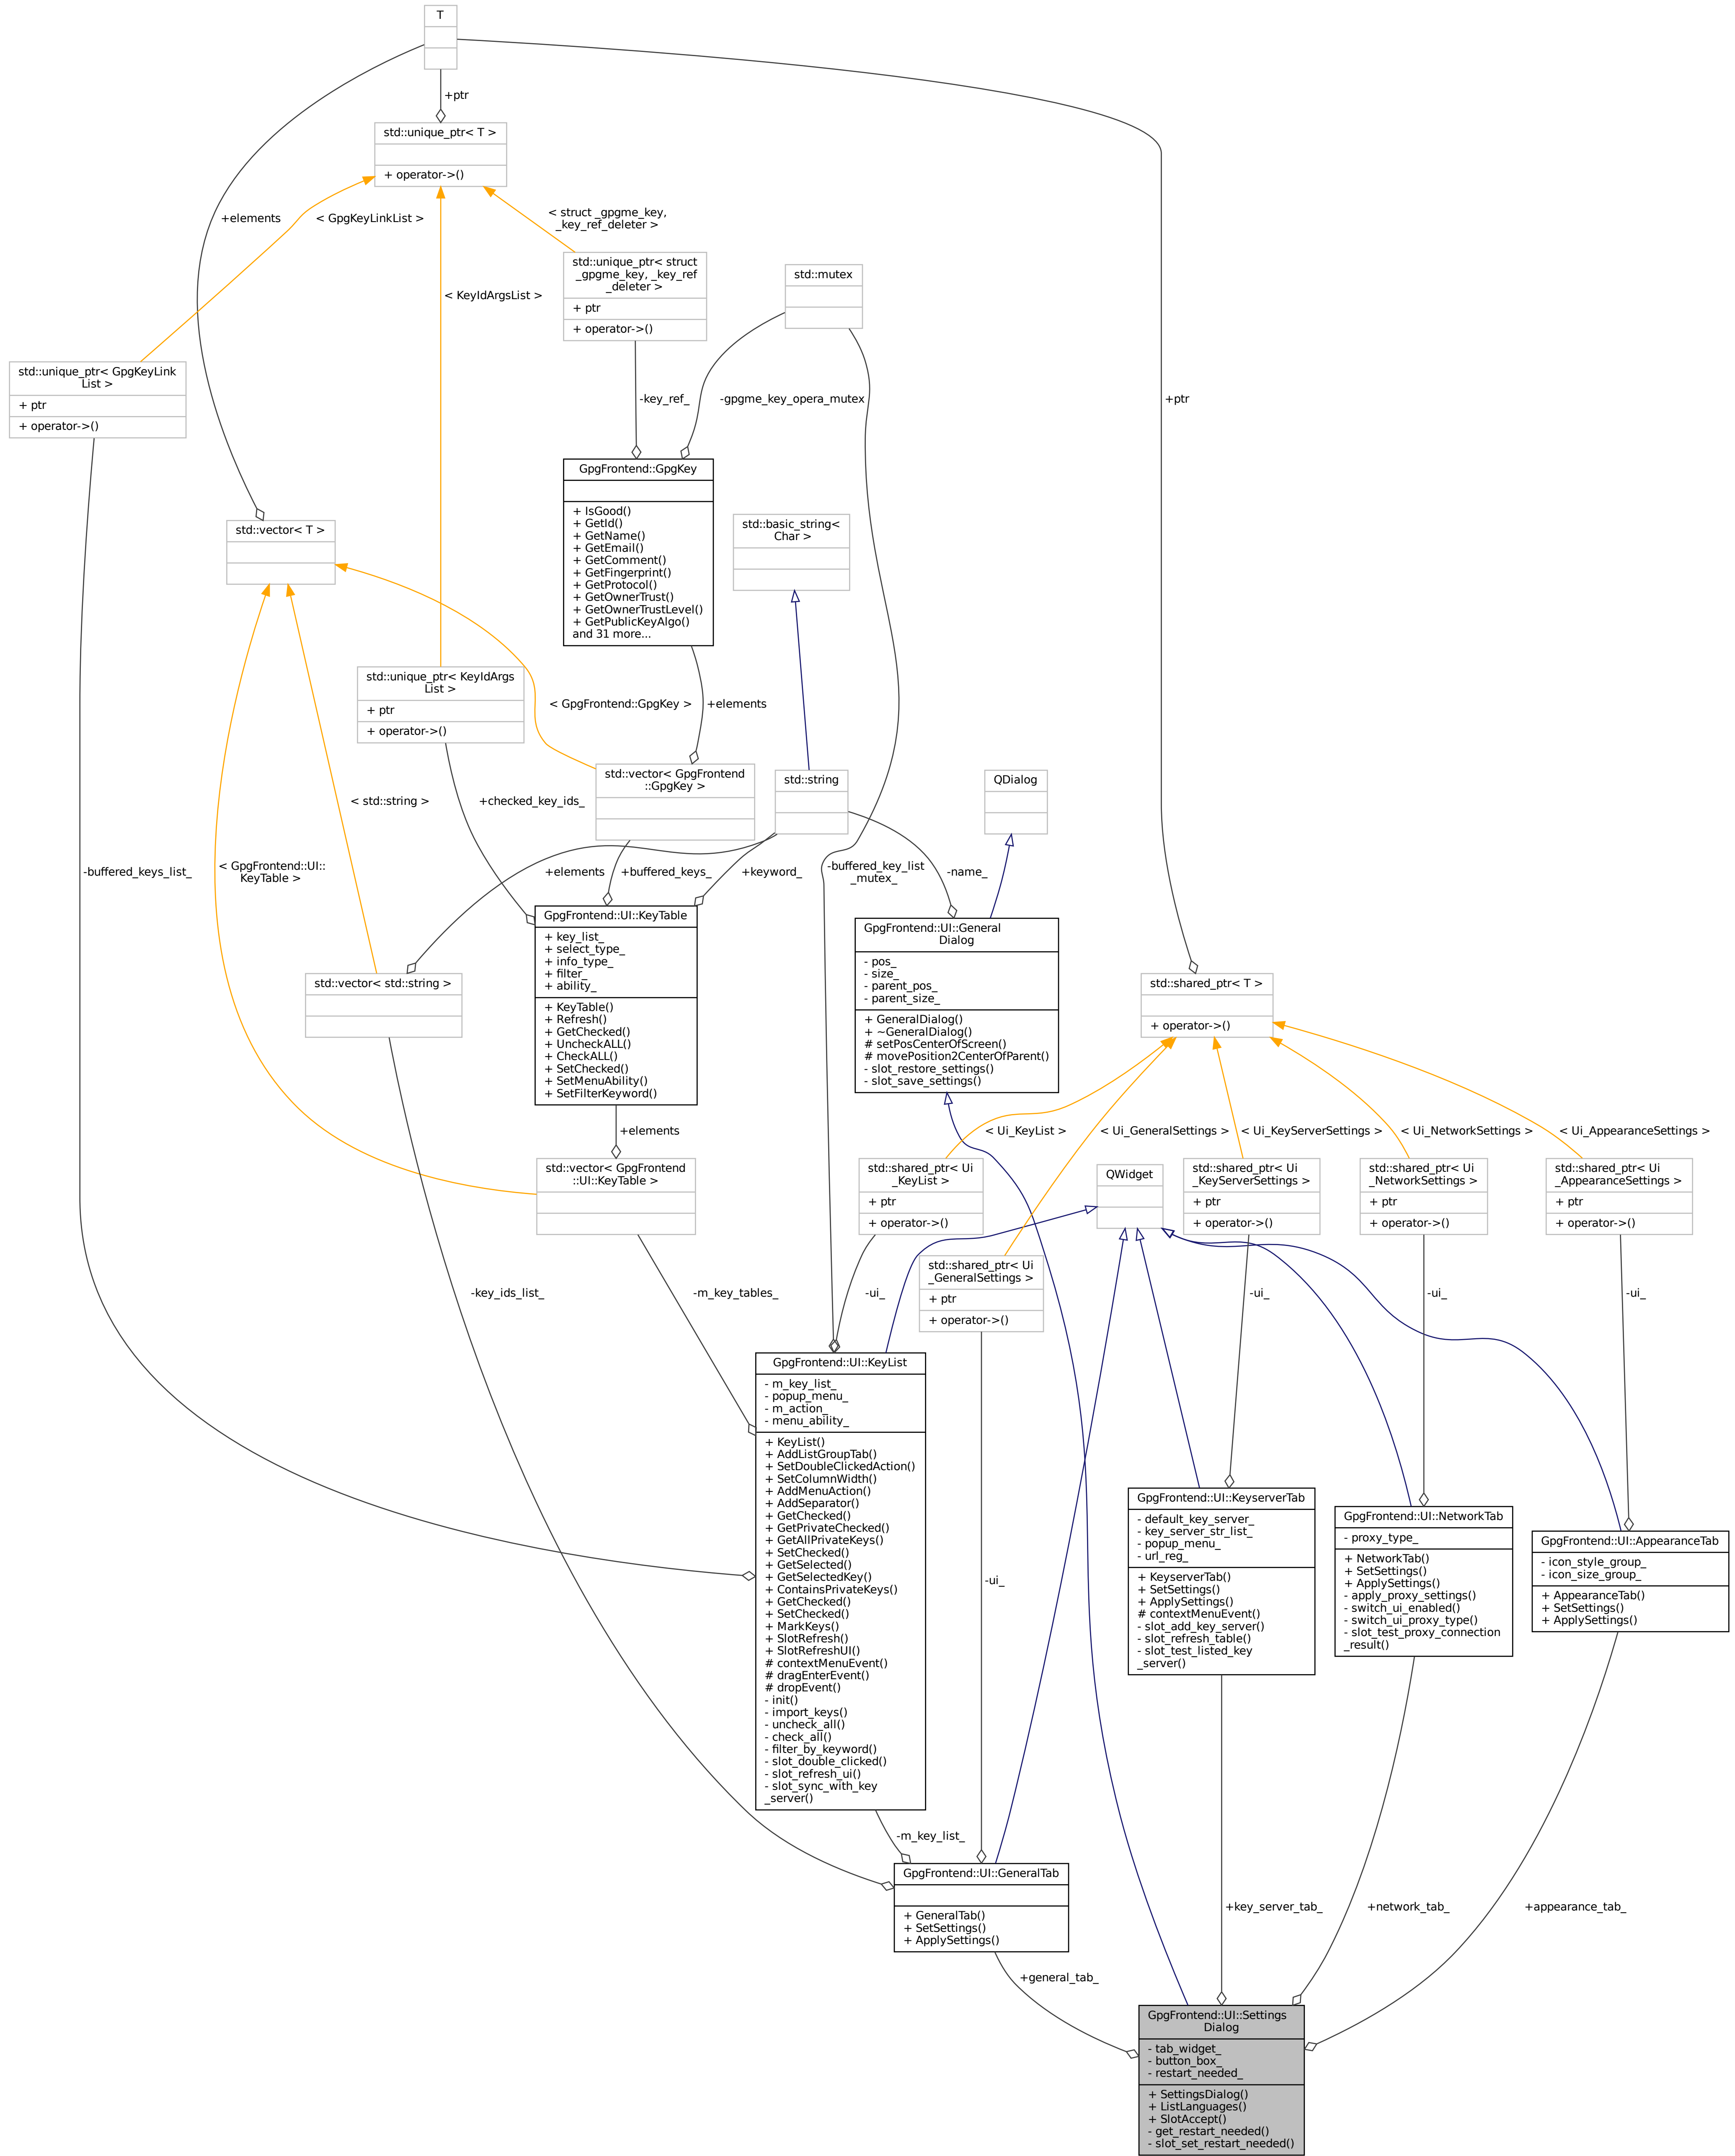 T
+ptr
std::unique_ptr< T >
+ operator->()
+elements
< GpgKeyLinkList >
< struct _gpgme_key,
_key_ref_deleter >
std::unique_ptr< struct
_gpgme_key, _key_ref
_deleter >
+ ptr
+ operator->()
std::mutex
< KeyIdArgsList >
std::unique_ptr< GpgKeyLink
List >
+ ptr
+ operator->()
-key_ref_
-gpgme_key_opera_mutex
+ptr
GpgFrontend::GpgKey
+ IsGood()
+ GetId()
+ GetName()
+ GetEmail()
+ GetComment()
+ GetFingerprint()
+ GetProtocol()
+ GetOwnerTrust()
+ GetOwnerTrustLevel()
+ GetPublicKeyAlgo()
and 31 more...
std::vector< T >
std::basic_string<
Char >
std::unique_ptr< KeyIdArgs
List >
+ ptr
+ operator->()
< GpgFrontend::GpgKey >
+elements
std::vector< GpgFrontend
::GpgKey >
std::string
QDialog
< std::string >
+checked_key_ids_
-buffered_keys_list_
< GpgFrontend::UI::
KeyTable >
+elements
+buffered_keys_
+keyword_
-buffered_key_list
_mutex_
-name_
GpgFrontend::UI::KeyTable
+ key_list_
+ select_type_
+ info_type_
+ filter_
+ ability_
+ KeyTable()
+ Refresh()
+ GetChecked()
+ UncheckALL()
+ CheckALL()
+ SetChecked()
+ SetMenuAbility()
+ SetFilterKeyword()
GpgFrontend::UI::General
Dialog
- pos_
- size_
- parent_pos_
- parent_size_
+ GeneralDialog()
+ ~GeneralDialog()
# setPosCenterOfScreen()
# movePosition2CenterOfParent()
- slot_restore_settings()
- slot_save_settings()
std::vector< std::string >
std::shared_ptr< T >
+ operator->()
+elements
< Ui_KeyList >
< Ui_GeneralSettings >
< Ui_KeyServerSettings >
< Ui_NetworkSettings >
< Ui_AppearanceSettings >
std::vector< GpgFrontend
::UI::KeyTable >
std::shared_ptr< Ui
_KeyList >
+ ptr
+ operator->()
QWidget
std::shared_ptr< Ui
_KeyServerSettings >
+ ptr
+ operator->()
std::shared_ptr< Ui
_NetworkSettings >
+ ptr
+ operator->()
std::shared_ptr< Ui
_AppearanceSettings >
+ ptr
+ operator->()
std::shared_ptr< Ui
_GeneralSettings >
+ ptr
+ operator->()
-key_ids_list_
-m_key_tables_
-ui_
-ui_
-ui_
-ui_
GpgFrontend::UI::KeyList
- m_key_list_
- popup_menu_
- m_action_
- menu_ability_
+ KeyList()
+ AddListGroupTab()
+ SetDoubleClickedAction()
+ SetColumnWidth()
+ AddMenuAction()
+ AddSeparator()
+ GetChecked()
+ GetPrivateChecked()
+ GetAllPrivateKeys()
+ SetChecked()
+ GetSelected()
+ GetSelectedKey()
+ ContainsPrivateKeys()
+ GetChecked()
+ SetChecked()
+ MarkKeys()
+ SlotRefresh()
+ SlotRefreshUI()
# contextMenuEvent()
# dragEnterEvent()
# dropEvent()
- init()
- import_keys()
- uncheck_all()
- check_all()
- filter_by_keyword()
- slot_double_clicked()
- slot_refresh_ui()
- slot_sync_with_key
_server()
-ui_
GpgFrontend::UI::KeyserverTab
- default_key_server_
- key_server_str_list_
- popup_menu_
- url_reg_
+ KeyserverTab()
+ SetSettings()
+ ApplySettings()
# contextMenuEvent()
- slot_add_key_server()
- slot_refresh_table()
- slot_test_listed_key
_server()
GpgFrontend::UI::NetworkTab
- proxy_type_
+ NetworkTab()
+ SetSettings()
+ ApplySettings()
- apply_proxy_settings()
- switch_ui_enabled()
- switch_ui_proxy_type()
- slot_test_proxy_connection
_result()
GpgFrontend::UI::AppearanceTab
- icon_style_group_
- icon_size_group_
+ AppearanceTab()
+ SetSettings()
+ ApplySettings()
-m_key_list_
GpgFrontend::UI::GeneralTab
+ GeneralTab()
+ SetSettings()
+ ApplySettings()
+key_server_tab_
+network_tab_
+appearance_tab_
+general_tab_
GpgFrontend::UI::Settings
Dialog
- tab_widget_
- button_box_
- restart_needed_
+ SettingsDialog()
+ ListLanguages()
+ SlotAccept()
- get_restart_needed()
- slot_set_restart_needed()